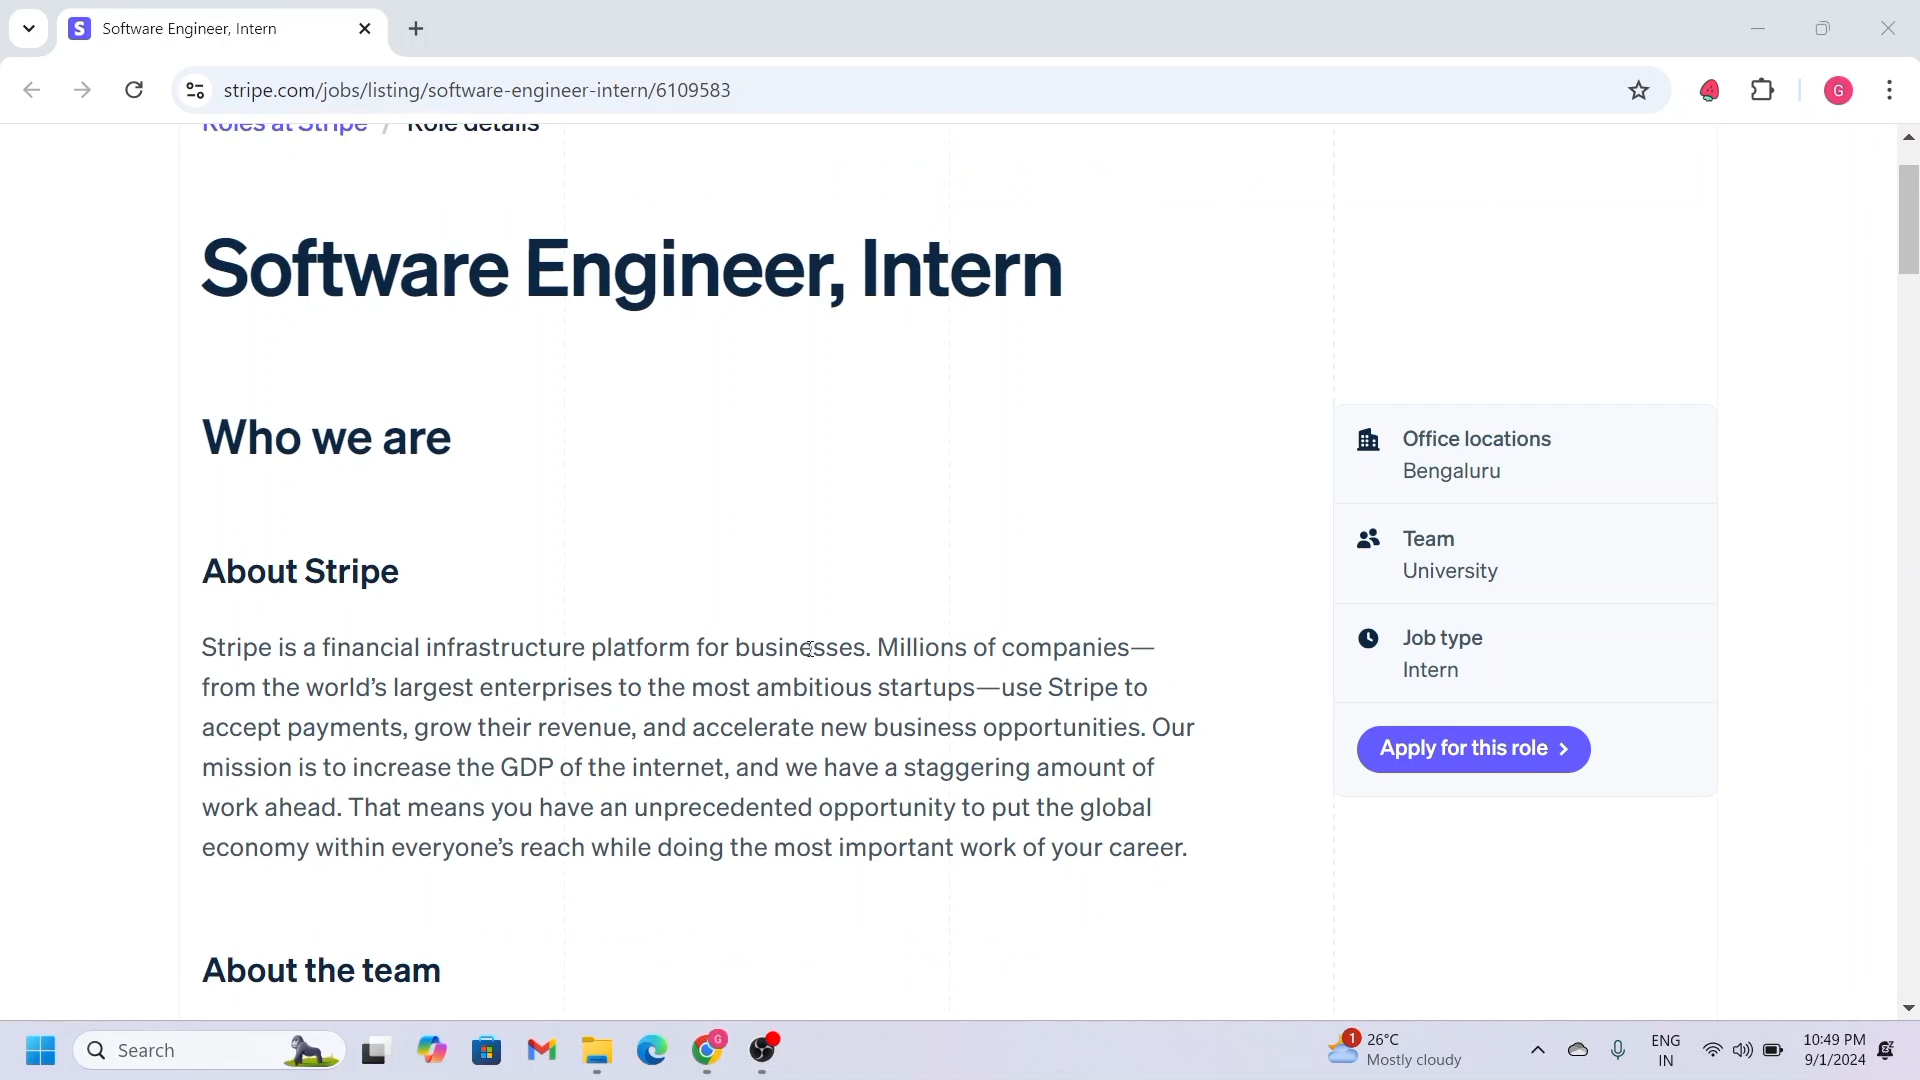 Software Engineer, Intern
stripe.com/jobs/listing/software-engineer-intern/6109583
G
Roles at Stripe / Role details
Software Engineer, Intern
Who we are
Office locations
Bengaluru
Team
University
Job type
Intern
Apply for this role
About Stripe
Stripe is a financial infrastructure platform for businesses. Millions of companies—
from the world’s largest enterprises to the most ambitious startups—use Stripe to
accept payments, grow their revenue, and accelerate new business opportunities. Our
mission is to increase the GDP of the internet, and we have a staggering amount of
work ahead. That means you have an unprecedented opportunity to put the global
economy within everyone’s reach while doing the most important work of your career.
About the team
Search
G
1
26°C
Mostly cloudy
ENG
IN
10:49 PM
9/1/2024